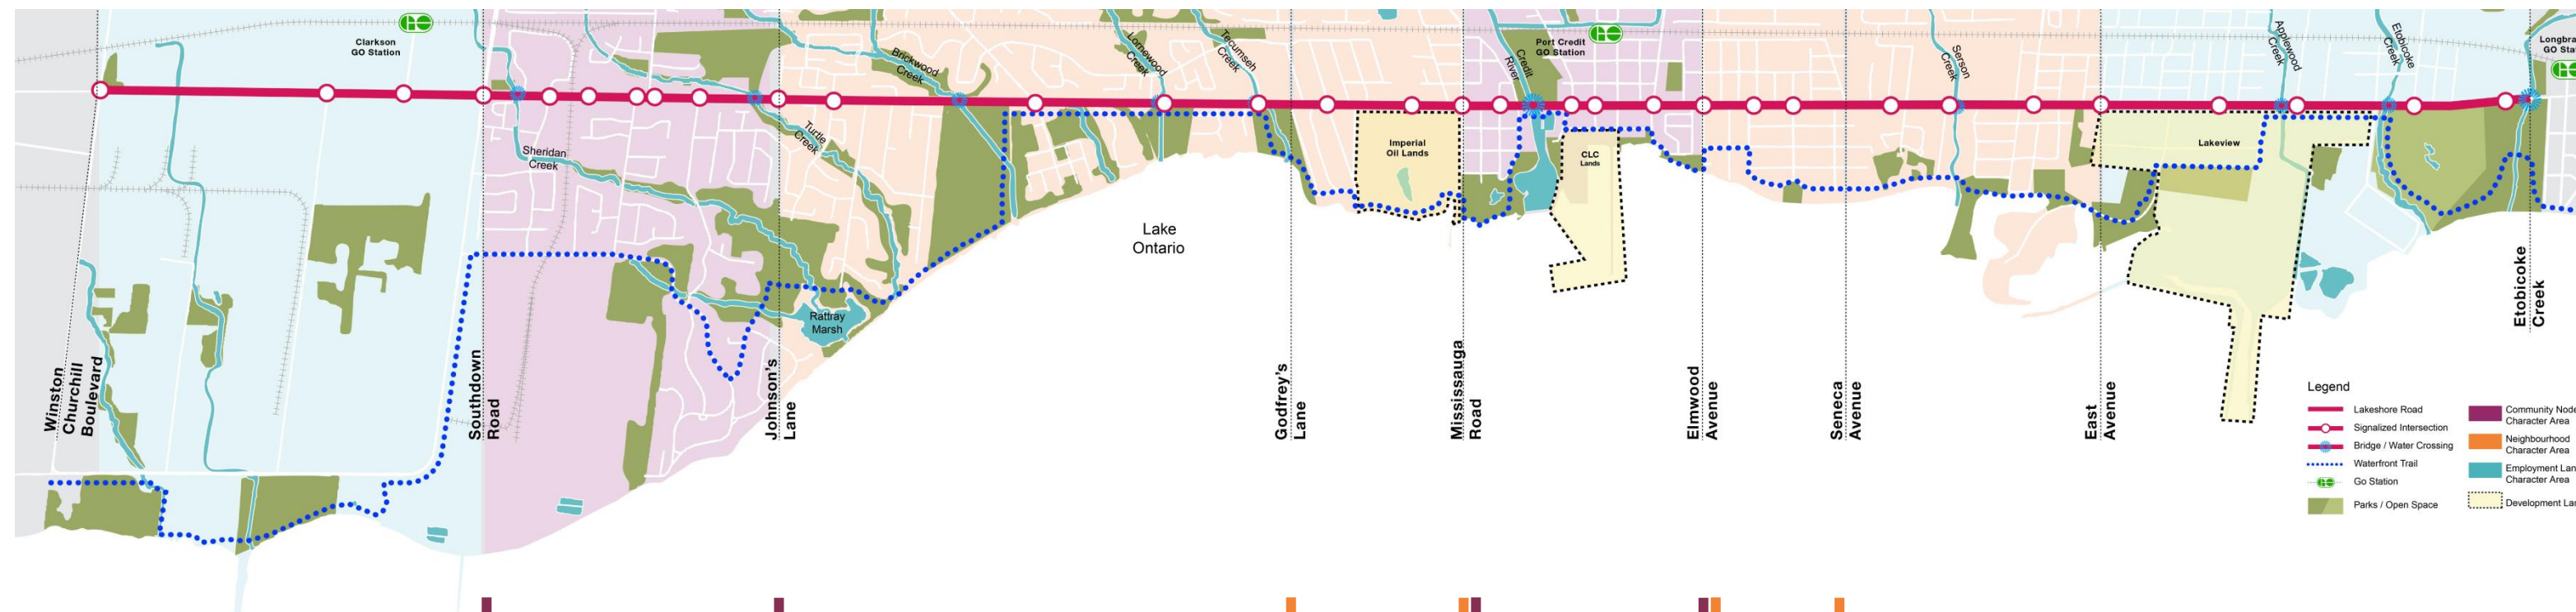 Clarkson
GO Station
Port Credit
GO Station
Longbra
GO Sta
Brickwood
Creek
Lornewood
Creek
Tecumseh
Creek
Credit
River
Serson
Creek
Applewood
Creek
Etobicoke
Creek
Sheridan
Creek
Turtle
Creek
Imperial
Oil Lands
CLC
Lands
Lakeview
Lake
Ontario
Rattray
Marsh
Winston
Churchill
Boulevard
Southdown
Road
Johnson's
Lane
Godfrey's
Lane
Mississauga
Road
Elmwood
Avenue
Seneca
Avenue
East
Avenue
Etobicoke
Creek
Legend
Lakeshore Road
Signalized Intersection
Bridge / Water Crossing
Waterfront Trail
Go Station
Parks / Open Space
Community Node
Character Area
Neighbourhood
Character Area
Employment Lan
Character Area
Development Lan